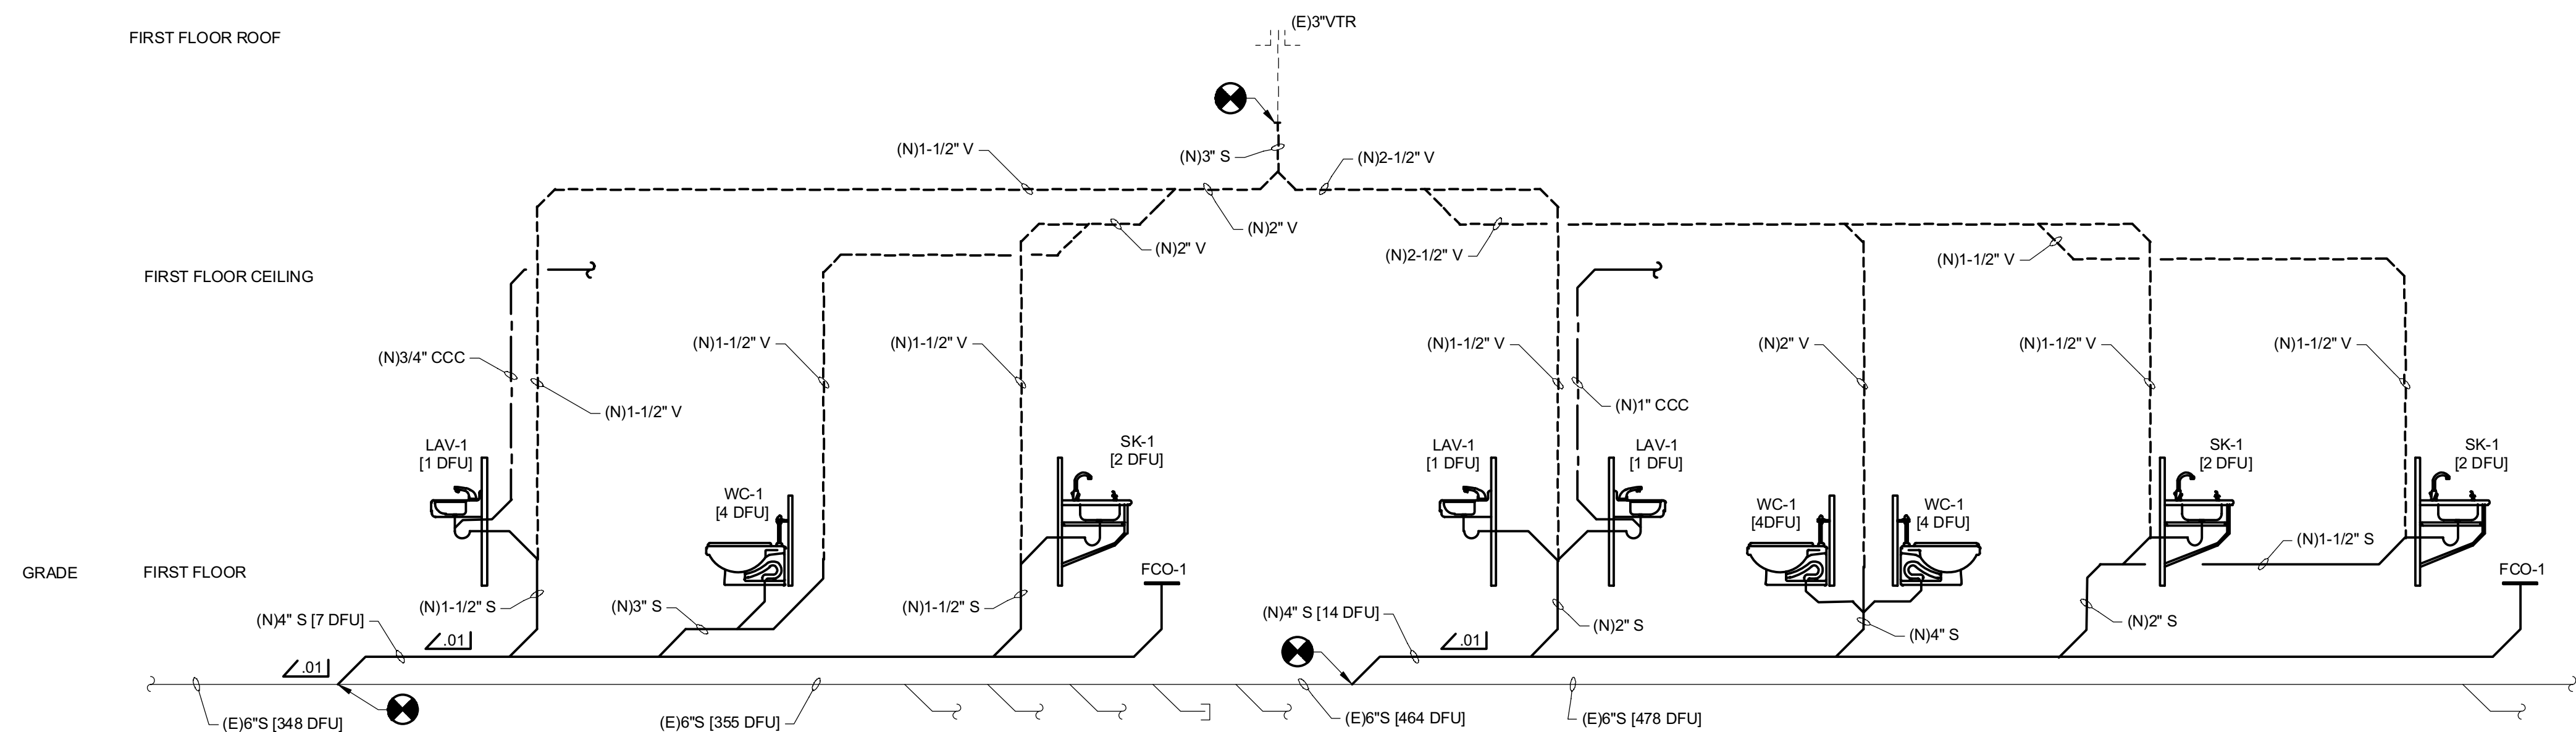 (E)3"VTR
FIRST FLOOR ROOF
(N)1-1/2" V
(N)3" S
(N)2-1/2" V
(N)2" V
(N)2" V
(N)2-1/2" V
(N)1-1/2" V
FIRST FLOOR CEILING
(N)3/4" CCC
(N)1-1/2" V
(N)1-1/2" V
(N)1-1/2" V
(N)2" V
(N)1-1/2" V
(N)1-1/2" V
(N)1-1/2" V
(N)1" CCC
LAV-1
[1 DFU]
SK-1
[2 DFU]
LAV-1
[1 DFU]
LAV-1
[1 DFU]
SK-1
[2 DFU]
SK-1
[2 DFU]
WC-1
[4 DFU]
WC-1
[4DFU]
WC-1
[4 DFU]
(N)1-1/2" S
GRADE
FIRST FLOOR
FCO-1
FCO-1
(N)4" S [7 DFU]
(N)1-1/2" S
(N)3" S
(N)1-1/2" S
(N)4" S [14 DFU]
(N)2" S
(N)4" S
(N)2" S
.01
.01
.01
(E)6"S [348 DFU]
(E)6"S [355 DFU]
(E)6"S [464 DFU]
(E)6"S [478 DFU]